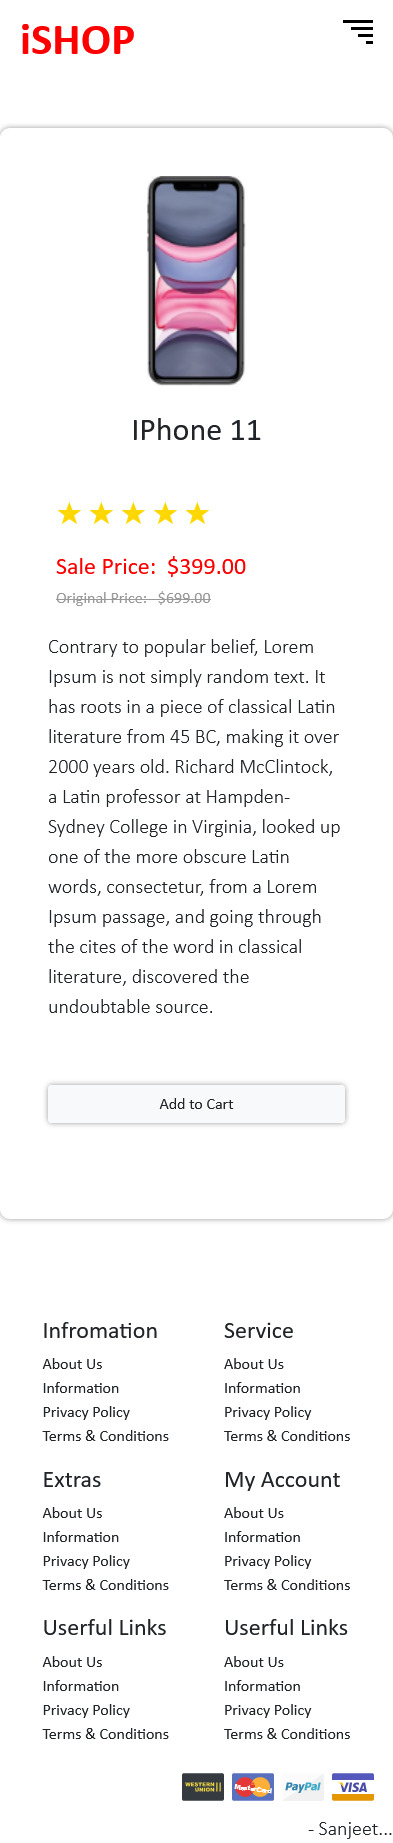 iSHOP
IPhone 11
Sale Price: $399.00
Original Price: $699.00
Contrary to popular belief, Lorem
Ipsum is not simply random text. It
has roots in a piece of classical Latin
literature from 45 BC, making it over
2000 years old. Richard McClintock,
a Latin professor at Hampden-
Sydney College in Virginia, looked up
one of the more obscure Latin
words, consectetur, from a Lorem
Ipsum passage, and going through
the cites of the word in classical
literature, discovered the
undoubtable source.
Add to Cart
Infromation
About Us
Information
Privacy Policy
Terms & Conditions
Service
About Us
Information
Privacy Policy
Terms & Conditions
Extras
About Us
Information
Privacy Policy
Terms & Conditions
My Account
About Us
Information
Privacy Policy
Terms & Conditions
Userful Links
About Us
Information
Privacy Policy
Terms & Conditions
Userful Links
About Us
Information
Privacy Policy
Terms & Conditions
WESTERN UNION
MasterCard
PayPal
VISA
- Sanjeet...